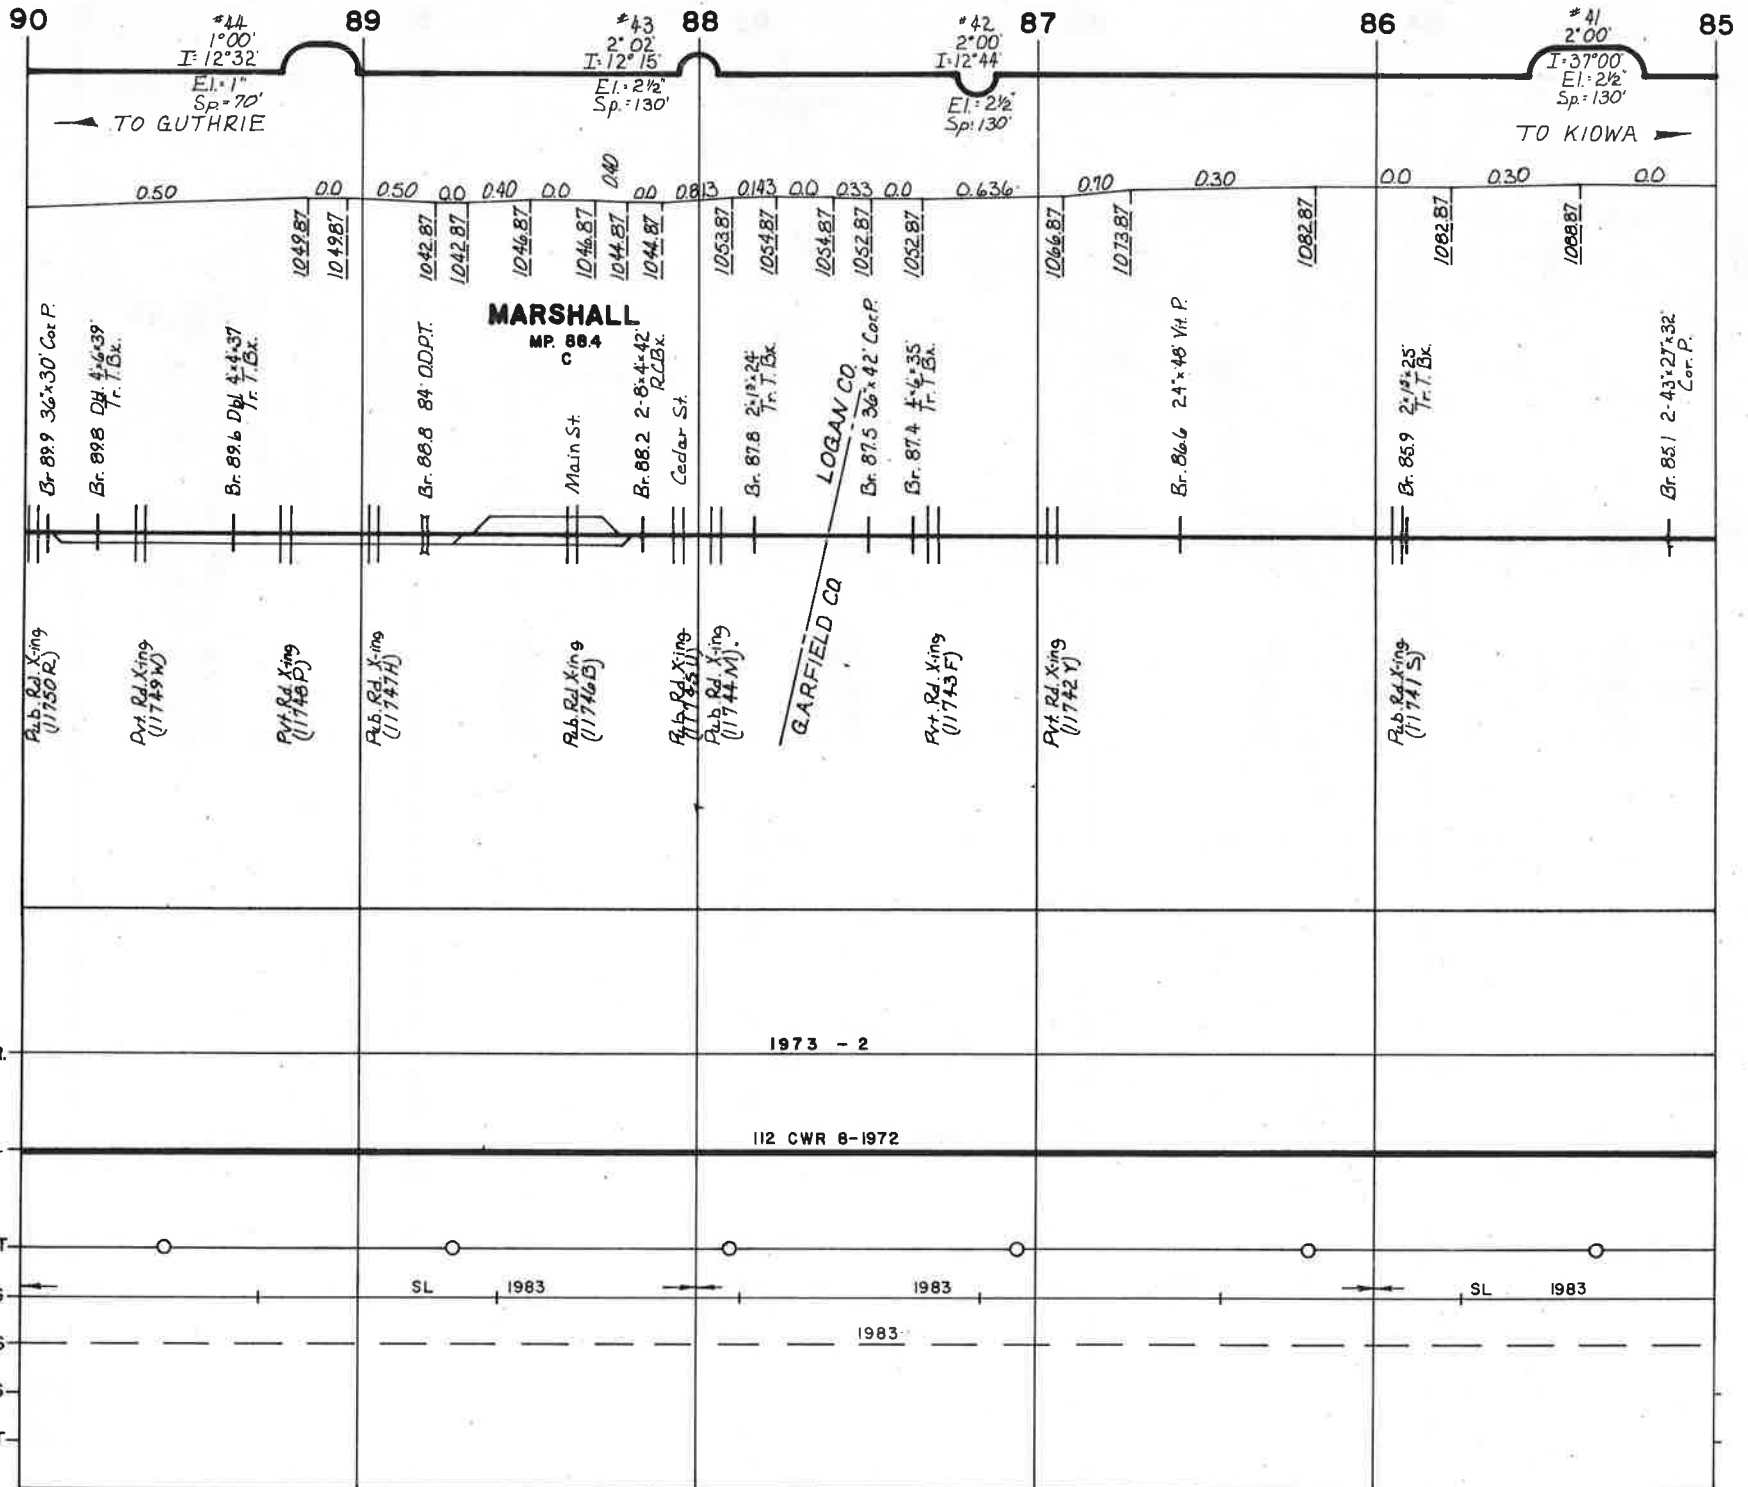 90
89
88
87
86
85
#44
1°00'
I= 12°32'
El.= 1"
Sp.= 70'
#43
2°02'
I= 12°15'
El.= 2½"
Sp.= 130'
#42
2°00'
I=12°44'
El.= 2½"
Sp.= 130'
#41
2°00'
I=37°00'
El.= 2½"
Sp.= 130'
TO GUTHRIE
TO KIOWA
0.50
0.0
0.50
0.0
0.40
0.0
0.40
0.0
0.813
0.143
0.0
0.33
0.0
0.636
0.10
0.30
0.0
0.30
0.0
1049.87
1049.87
1042.87
1042.87
1046.87
1046.87
1044.87
1044.87
1053.87
1054.87
1054.87
1052.87
1052.87
1066.87
1073.87
1082.87
1082.87
1088.87
MARSHALL
MP. 88.4
C
Br 89.9 36"x30' Cor P.
Br. 89.8 Dbl. 4'x6'x39'
Tr. T. Bx.
Br. 89.6 Dbl 4'x4'x37'
Tr. T. Bx.
Br. 88.8 84' O.D.P.T.
Main St.
Br. 88.2 2-8'x4'x42'
R.C.Bx.
Cedar St.
Br. 87.8
Tr. T. Bx.
LOGAN CO.
GARFIELD CO.
Br. 87.5 36"x42' Cor. P.
Br. 87.4 4'x6'x35'
Tr. T. Bx.
Br. 86.6 24"x48' Vit. P.
Br. 85.9
Tr. T. Bx.
Br. 85.1 2-43"x27"x32'
Cor. P.
Pub. Rd. X-ing
(11750 R)
Pvt. Rd. X-ing
(11749 W)
Pvt. Rd. X-ing
(11748 P)
Pub. Rd. X-ing
(11747 H)
Pub. Rd. X-ing
(11746 B)
Pub. Rd. X-ing
(11745 U)
Pub. Rd. X-ing
(11744 M)
Pvt. Rd. X-ing
(11743 F)
Pvt. Rd. X-ing
(11742 Y)
Pub. Rd. X-ing
(11741 S)
1973 - 2
112 CWR 8-1972
SL 1983
1983
SL 1983
1983